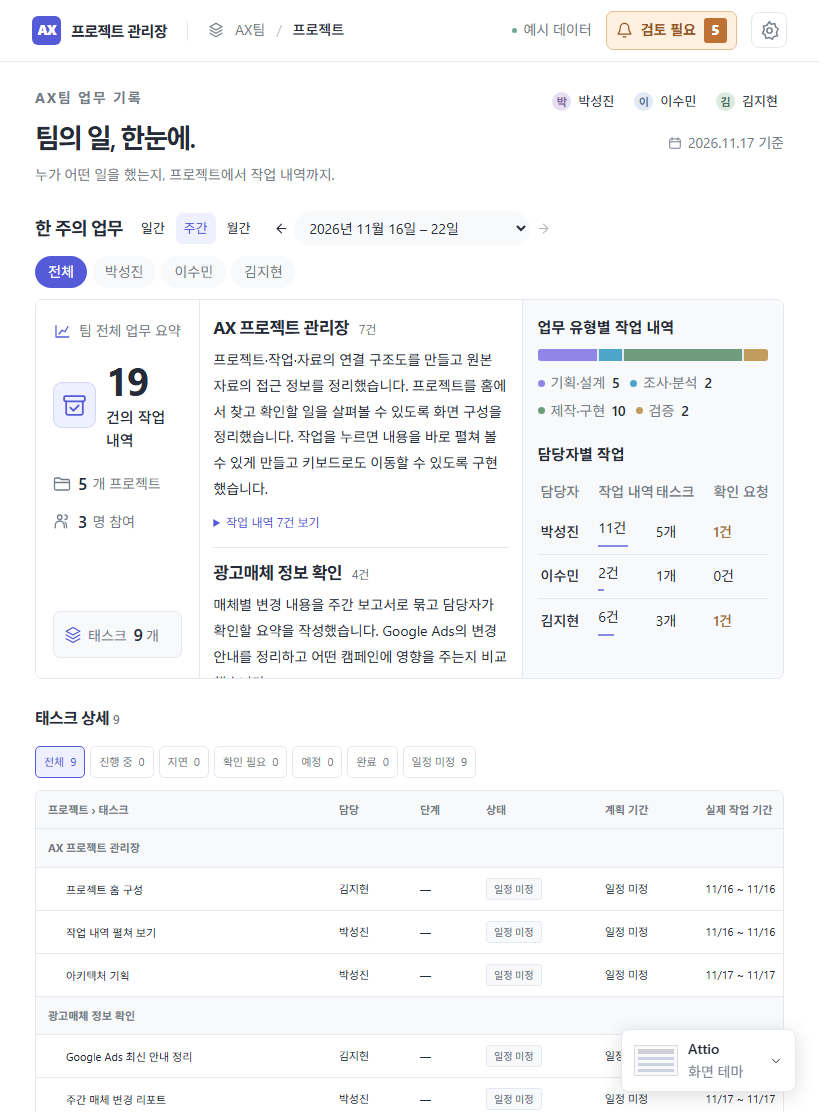 AX 프로젝트 관리장 AX팀 / 프로젝트 예시 데이터 검토 필요 5
AX팀 업무 기록
박 박성진 이 이수민 김 김지현
팀의 일, 한눈에.
2026.11.17 기준
누가 어떤 일을 했는지, 프로젝트에서 작업 내역까지.
한 주의 업무 일간 주간 월간 ← 2026년 11월 16일 – 22일 →
전체 박성진 이수민 김지현
팀 전체 업무 요약
19
건의 작업
내역
5 개 프로젝트
3 명 참여
태스크 9 개
AX 프로젝트 관리장 7건
프로젝트·작업·자료의 연결 구조도를 만들고 원본
자료의 접근 정보를 정리했습니다. 프로젝트를 홈에
서 찾고 확인할 일을 살펴볼 수 있도록 화면 구성을
정리했습니다. 작업을 누르면 내용을 바로 펼쳐 볼
수 있게 만들고 키보드로도 이동할 수 있도록 구현
했습니다.
▶ 작업 내역 7건 보기
광고매체 정보 확인 4건
매체별 변경 내용을 주간 보고서로 묶고 담당자가
확인할 요약을 작성했습니다. Google Ads의 변경
안내를 정리하고 어떤 캠페인에 영향을 주는지 비교
업무 유형별 작업 내역
기획·설계 5 조사·분석 2
제작·구현 10 검증 2
담당자별 작업
담당자 작업 내역 태스크 확인 요청
박성진 11건 5개 1건
이수민 2건 1개 0건
김지현 6건 3개 1건
태스크 상세 9
전체 9 진행 중 0 지연 0 확인 필요 0 예정 0 완료 0 일정 미정 9
프로젝트 › 태스크 담당 단계 상태 계획 기간 실제 작업 기간
AX 프로젝트 관리장
프로젝트 홈 구성 김지현 — 일정 미정 일정 미정 11/16 ~ 11/16
작업 내역 펼쳐 보기 박성진 — 일정 미정 일정 미정 11/16 ~ 11/16
아키텍처 기획 박성진 — 일정 미정 일정 미정 11/17 ~ 11/17
광고매체 정보 확인
Google Ads 최신 안내 정리 김지현 — 일정 미정
주간 매체 변경 리포트 박성진 — 일정 미정 일정 미정 11/17 ~ 11/17
Attio
화면 테마